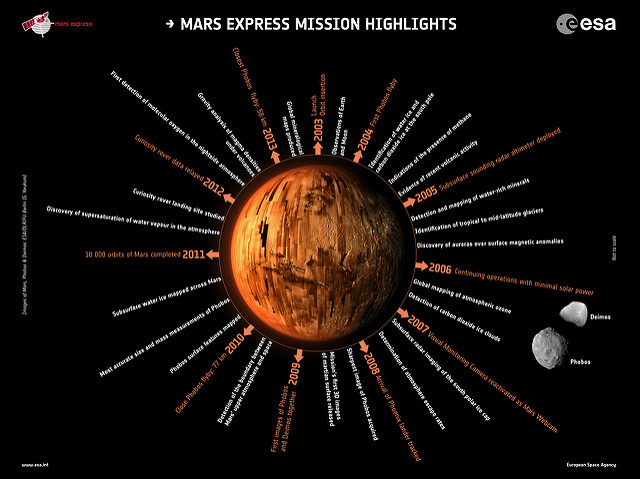 mars express
→ MARS EXPRESS MISSION HIGHLIGHTS
esa
2003 Launch
Orbit insertion
Observations of Earth
and Moon
2004 First Phobos flyby
Identification of water ice and
carbon dioxide ice at the south pole
Indications of the presence of methane
Evidence of recent volcanic activity
2005 Subsurface sounding radar altimeter deployed
Detection and mapping of water-rich minerals
Identification of tropical to mid-latitude glaciers
Discovery of auroras over surface magnetic anomalies
2006 Continuing operations with minimal solar power
Global mapping of atmospheric ozone
Detection of carbon dioxide ice clouds
2007 Visual Monitoring Camera reactivated as Mars Webcam
Subsurface radar imaging of the south polar ice cap
Determination of atmosphere escape rates
2008 Arrival of Phoenix lander tracked
Sharpest image of Phobos acquired
Mission's first 3D images
of martian surface released
2009 First images of Phobos
and Deimos together
Detection of the boundary between
Mars' upper atmosphere and space
2010 Close Phobos flyby: 77 km
Phobos surface features mapped
Most accurate size and mass measurements of Phobos
Subsurface water ice mapped across Mars
2011 10 000 orbits of Mars completed
Discovery of supersaturation of water vapour in the atmosphere
Curiosity rover landing site studied
2012 Curiosity rover data relayed
First detection of molecular oxygen in the nightside atmosphere
Gravity analysis of magma densities
under volcanoes
2013 Closest Phobos flyby: 58 km
Global mineralogical
maps produced
Deimos
Phobos
Not to scale
Images of Mars, Phobos & Deimos: ESA/DLR/FU Berlin (G. Neukum)
www.esa.int
European Space Agency